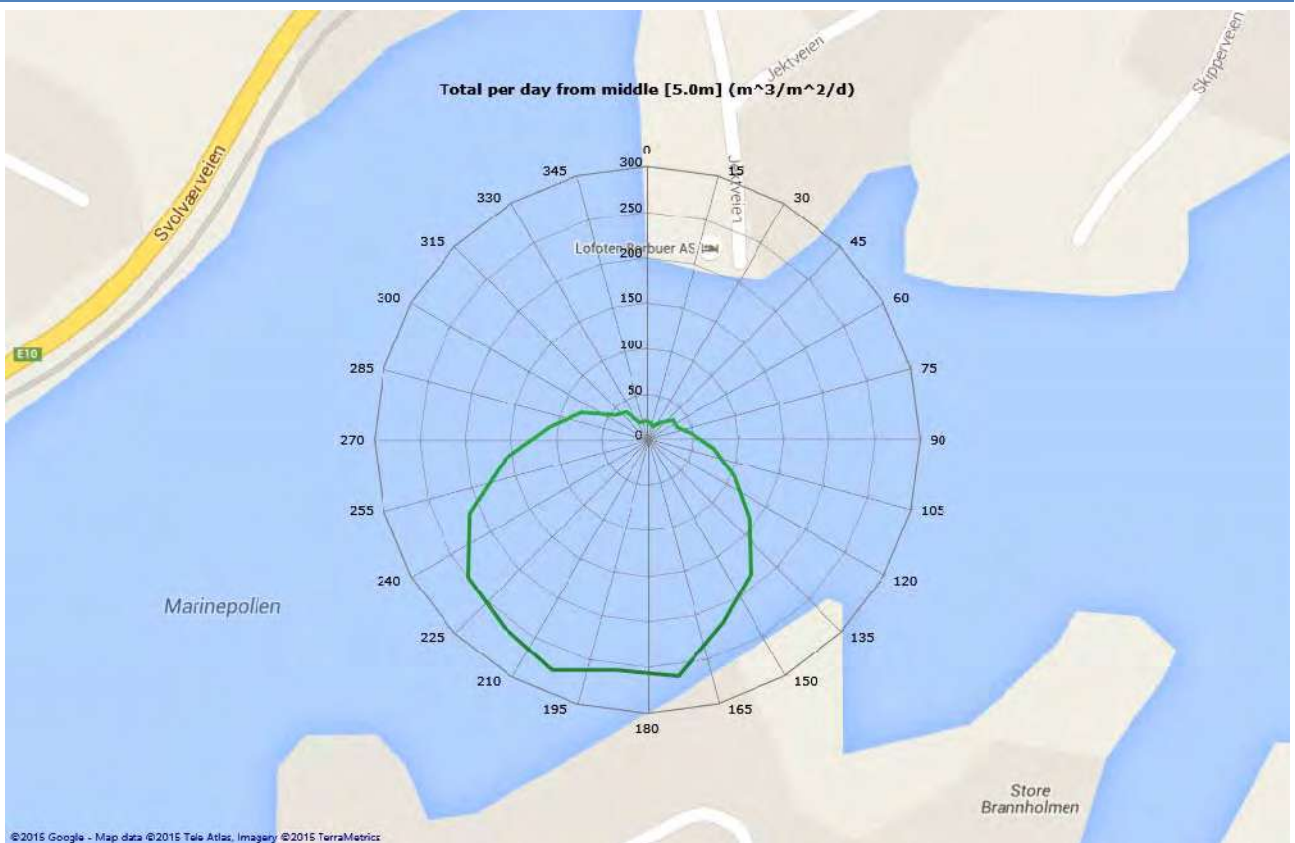 Jektveien
Skipperveien
Total per day from middle [5.0m] (m^3/m^2/d)
Svolværveien
Jektveien
0
300
345
15
330
30
250
315
45
Lofoten Rorbuer AS
200
300
60
150
E10
285
75
100
50
270
0
90
255
105
240
120
Marinepollen
225
135
210
150
195
165
180
Store
Brannholmen
©2015 Google - Map data ©2015 Tele Atlas, Imagery ©2015 TerraMetrics